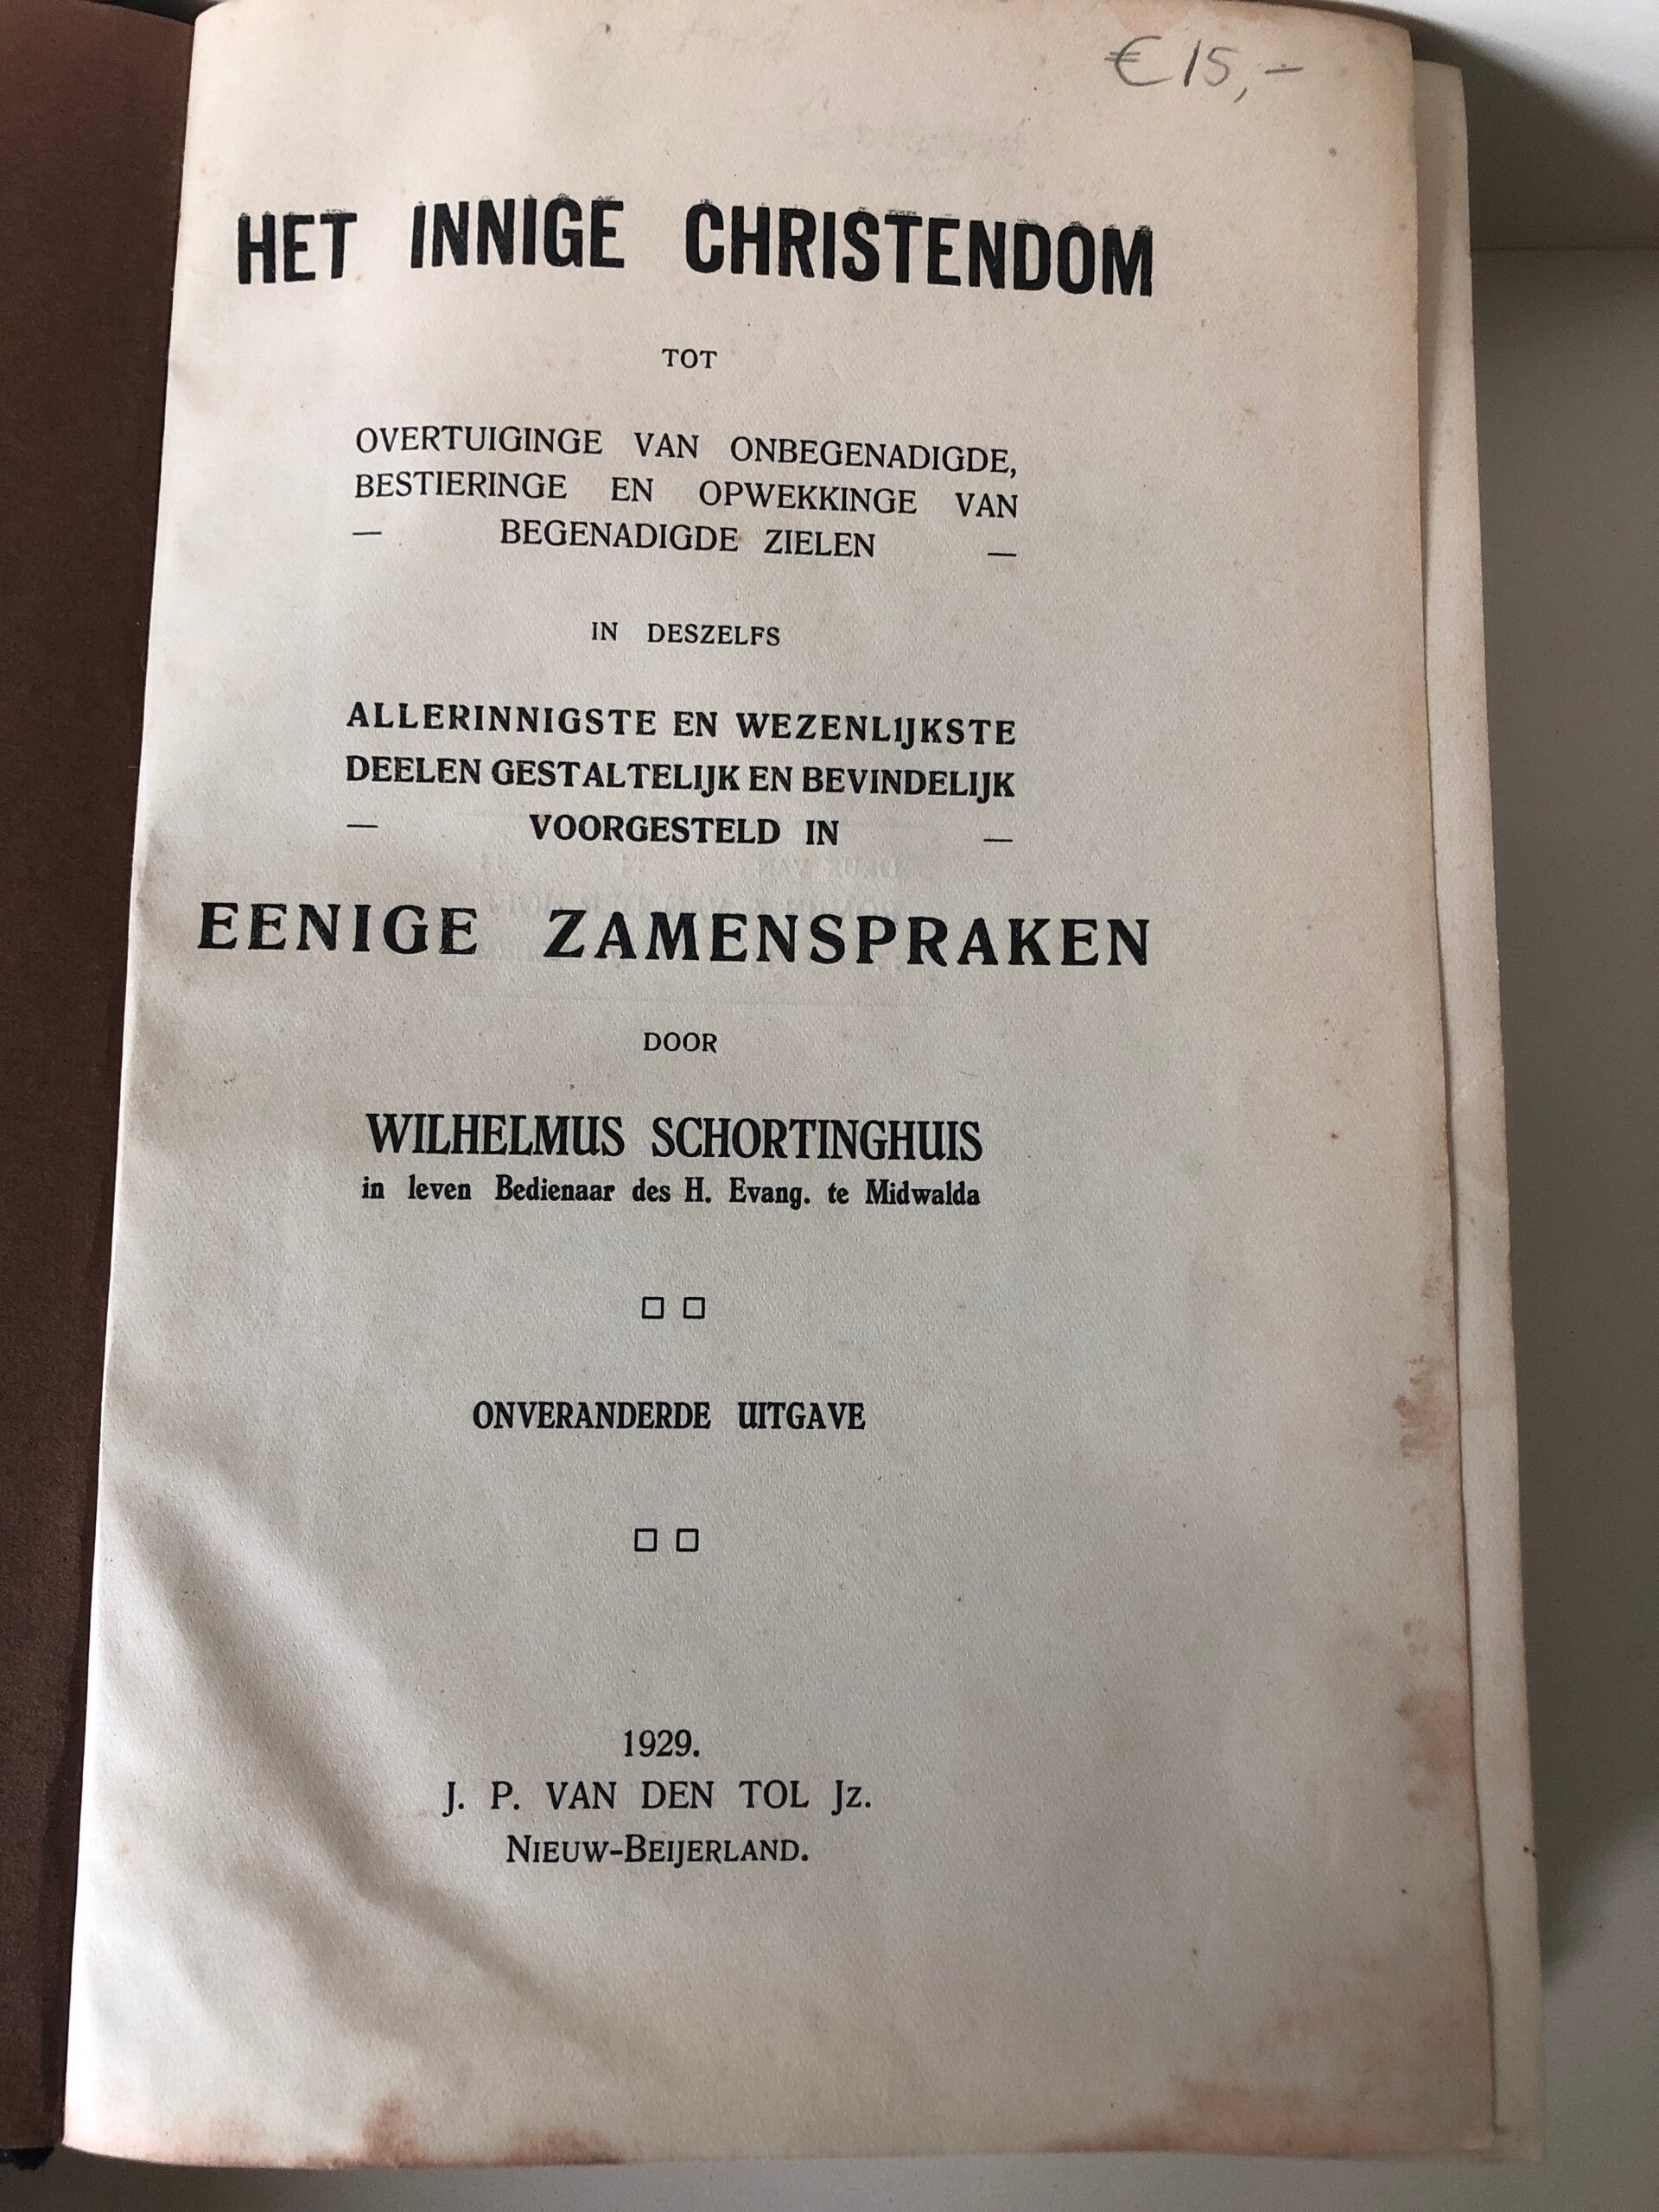 €15,-
HET INNIGE CHRISTENDOM
TOT
OVERTUIGINGE VAN ONBEGENADIGDE,
BESTIERINGE EN OPWEKKINGE VAN
— BEGENADIGDE ZIELEN —
IN DESZELFS
ALLERINNIGSTE EN WEZENLIJKSTE
DEELEN GESTALTELIJK EN BEVINDELIJK
— VOORGESTELD IN —
EENIGE ZAMENSPRAKEN
DOOR
WILHELMUS SCHORTINGHUIS
in leven Bedienaar des H. Evang. te Midwalda
ONVERANDERDE UITGAVE
1929.
J. P. VAN DEN TOL Jz.
NIEUW-BEIJERLAND.